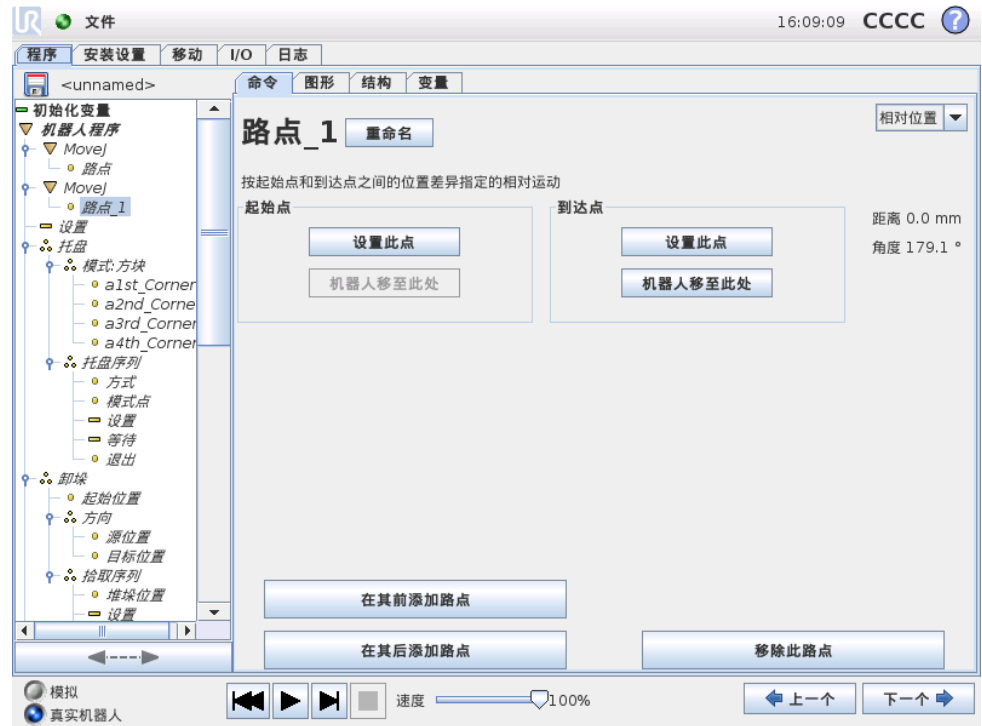 UR 文件 16:09:09 CCCC ?
程序 安装设置 移动 I/O 日志
<unnamed>
命令 图形 结构 变量
初始化变量
机器人程序
MoveJ
路点
MoveJ
路点_1
设置
托盘
模式:方块
a1st_Corner
a2nd_Corne
a3rd_Corner
a4th_Corner
托盘序列
方式
模式点
设置
等待
退出
卸垛
起始位置
方向
源位置
目标位置
拾取序列
堆垛位置
设置
路点_1 重命名 相对位置
按起始点和到达点之间的位置差异指定的相对运动
起始点
设置此点
机器人移至此处
到达点
设置此点
机器人移至此处
距离 0.0 mm
角度 179.1 °
在其前添加路点
在其后添加路点 移除此路点
模拟
真实机器人
速度 100%
上一个 下一个